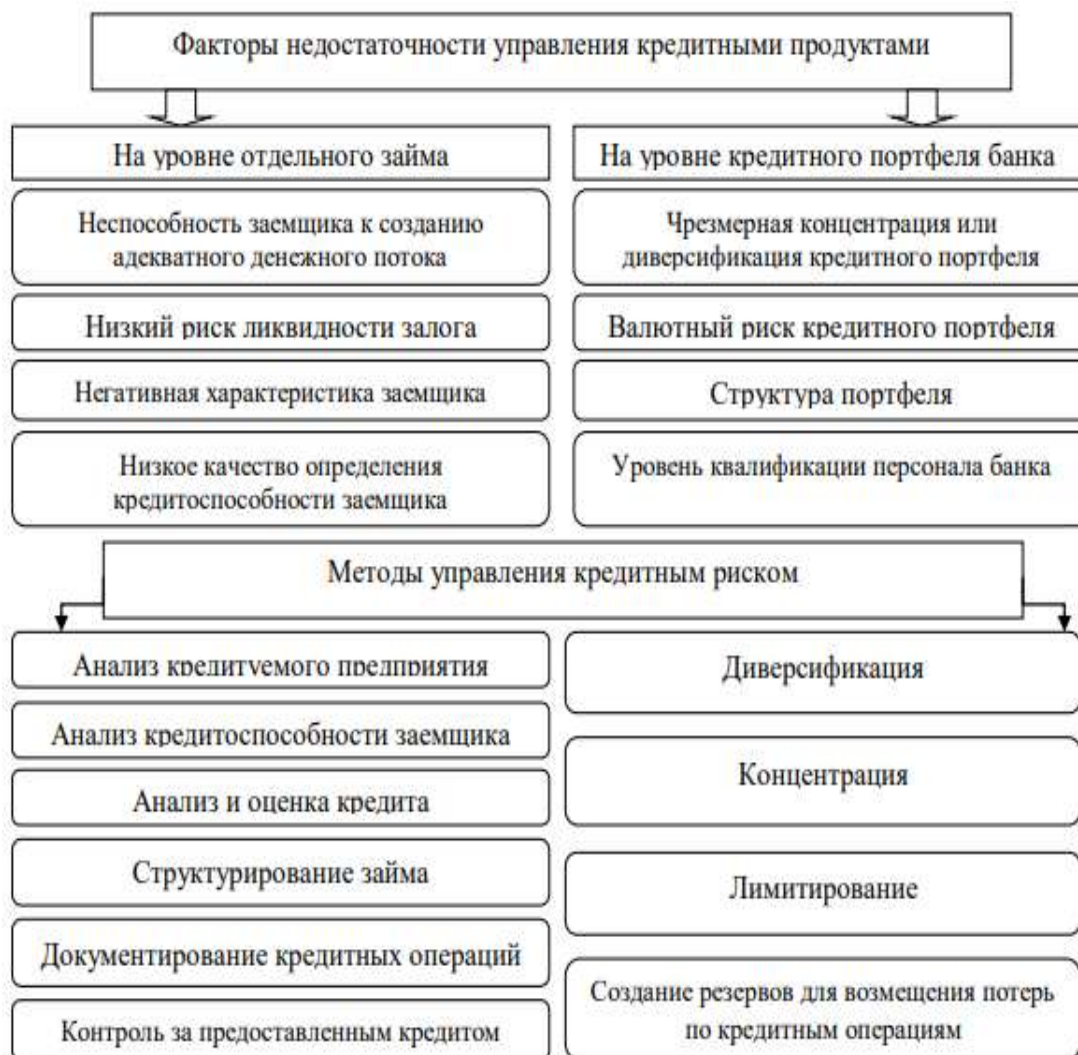 Факторы недостаточности управления кредитными продуктами
На уровне отдельного займа
Неспособность заемщика к созданию
адекватного денежного потока
Низкий риск ликвидности залога
Негативная характеристика заемщика
Низкое качество определения
кредитоспособности заемщика
На уровне кредитного портфеля банка
Чрезмерная концентрация или
диверсификация кредитного портфеля
Валютный риск кредитного портфеля
Структура портфеля
Уровень квалификации персонала банка
Методы управления кредитным риском
Анализ кредитуемого предприятия
Анализ кредитоспособности заемщика
Анализ и оценка кредита
Структурирование займа
Документирование кредитных операций
Контроль за предоставленным кредитом
Диверсификация
Концентрация
Лимитирование
Создание резервов для возмещения потерь
по кредитным операциям